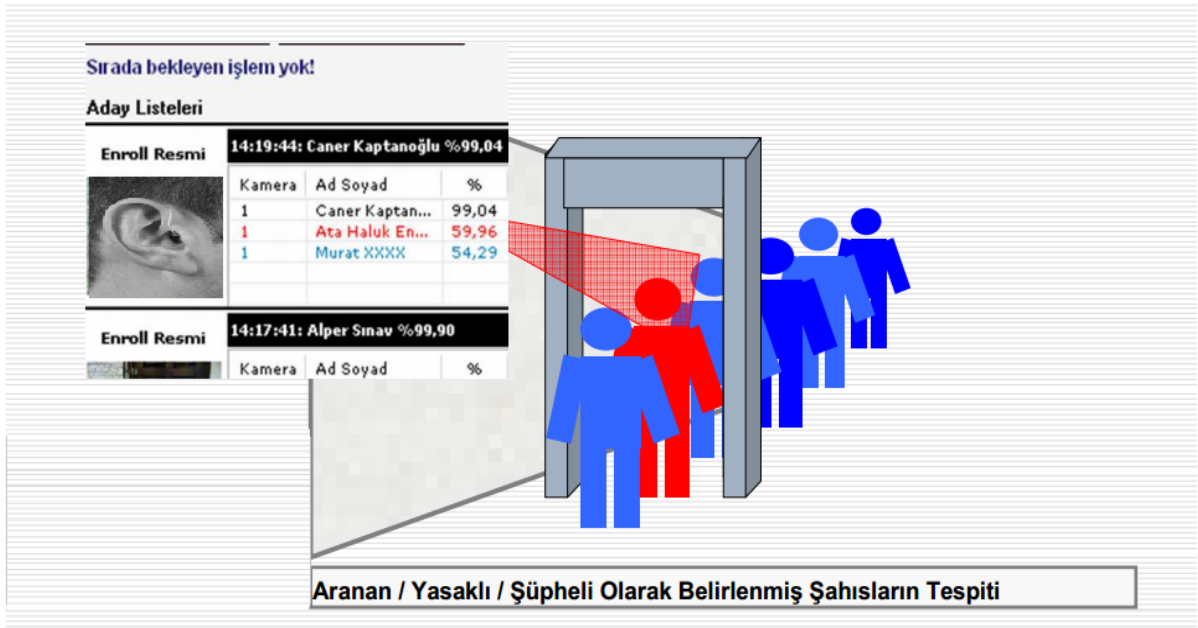 Sırada bekleyen işlem yok!
Aday Listeleri
Enroll Resmi
14:19:44: Caner Kaptanoğlu %99,04
Kamera Ad Soyad %
1 Caner Kaptan... 99,04
1 Ata Haluk En... 59,96
1 Murat XXXX 54,29
Enroll Resmi
14:17:41: Alper Sınav %99,90
Kamera Ad Soyad %
Aranan / Yasaklı / Şüpheli Olarak Belirlenmiş Şahısların Tespiti